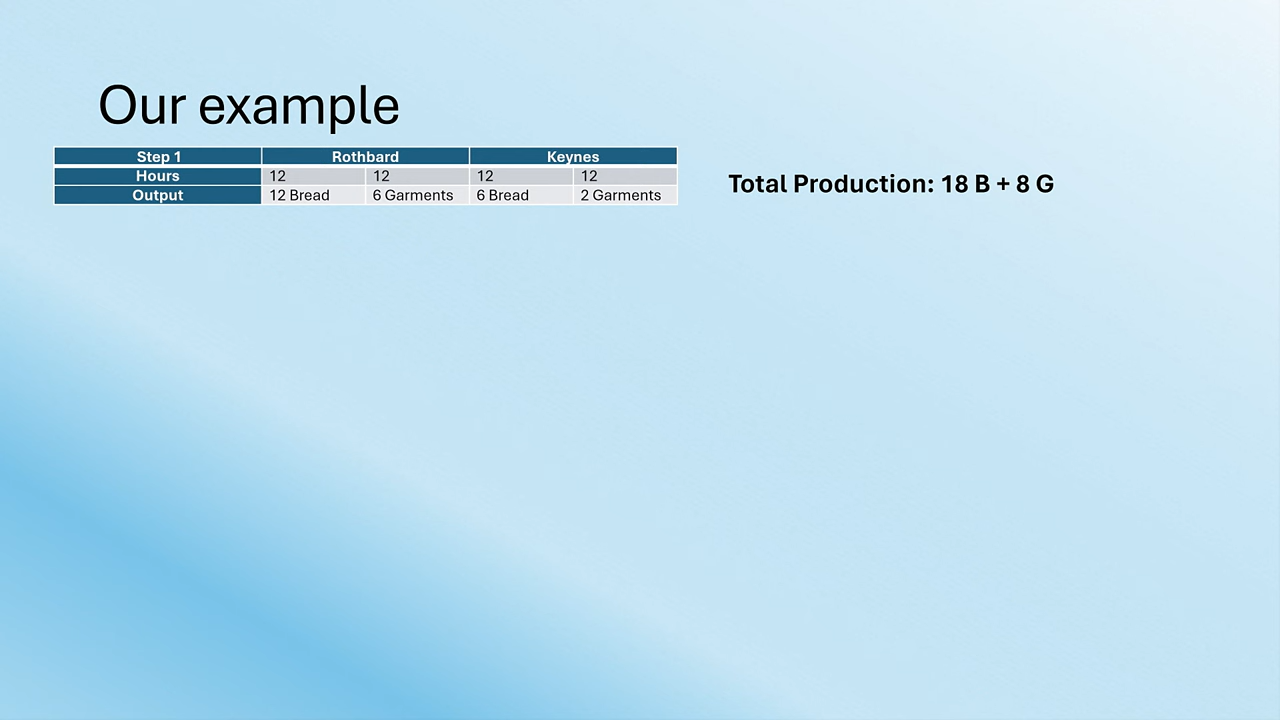 Our example
Step 1 Rothbard Keynes
Hours 12 12 12 12
Output 12 Bread 6 Garments 6 Bread 2 Garments
Total Production: 18 B + 8 G